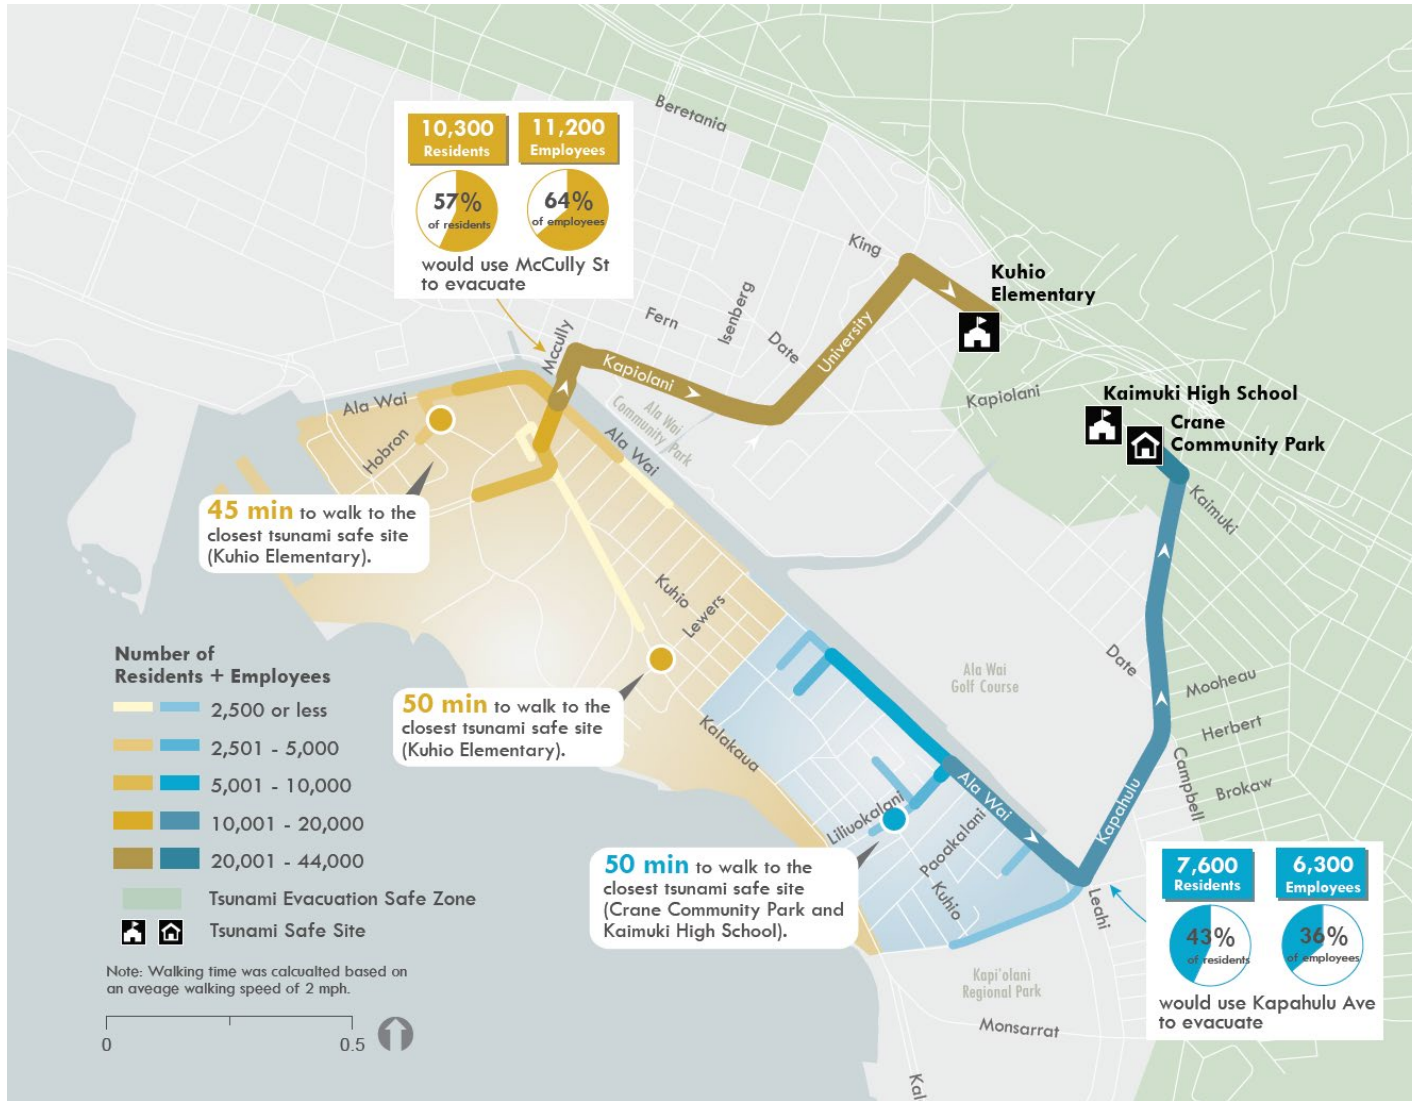 Beretania
10,300
Residents
11,200
Employees
57%
of residents
64%
of employees
would use McCully St
to evacuate
King
Kuhio
Elementary
Fern
Isenberg
Date
University
Mccully
Kapiolani
Kapiolani
Kaimuki High School
Crane
Community Park
Ala Wai
Ala Wai
Community Park
Ala Wai
Hobron
Kaimuki
45 min to walk to the
closest tsunami safe site
(Kuhio Elementary).
Kuhio
Lewers
Number of
Residents + Employees
2,500 or less
2,501 - 5,000
5,001 - 10,000
10,001 - 20,000
20,001 - 44,000
Tsunami Evacuation Safe Zone
Tsunami Safe Site
Note: Walking time was calcualted based on
an aveage walking speed of 2 mph.
0
0.5
50 min to walk to the
closest tsunami safe site
(Kuhio Elementary).
Kalakaua
Ala Wai
Golf Course
Date
Mooheau
Herbert
Brokaw
Campbell
Kapahulu
Ala Wai
Liliuokalani
Paoakalani
Kuhio
Leahi
50 min to walk to the
closest tsunami safe site
(Crane Community Park and
Kaimuki High School).
7,600
Residents
6,300
Employees
43%
of residents
36%
of employees
would use Kapahulu Ave
to evacuate
Kapi'olani
Regional Park
Monsarrat
Kal